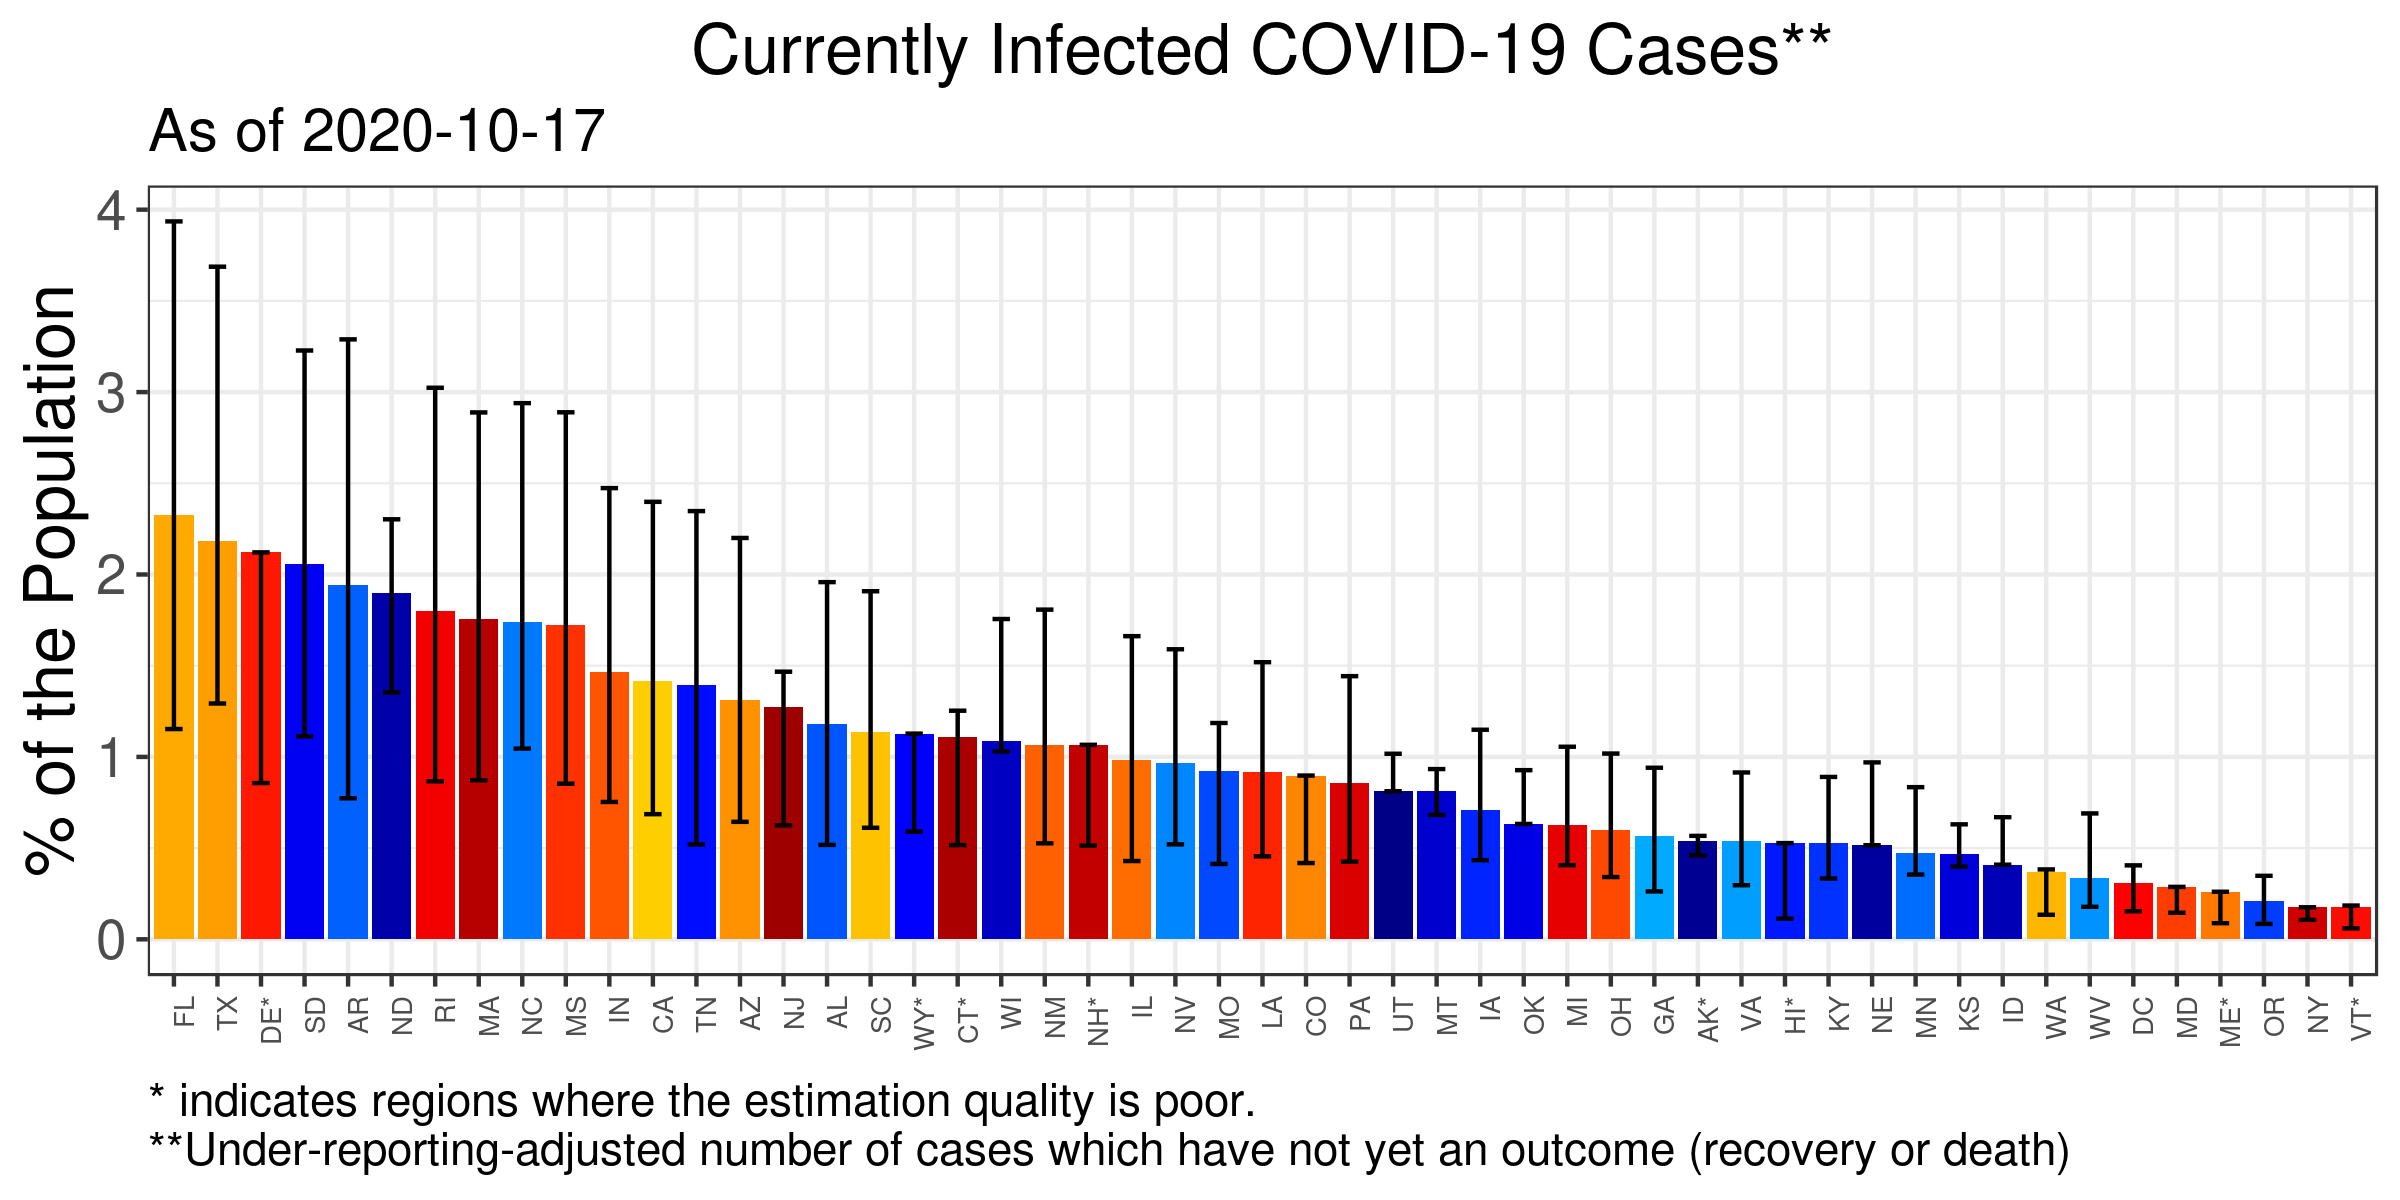 Currently Infected COVID-19 Cases**
As of 2020-10-17
% of the Population
4
3
2
1
0
FL TX DE* SD AR ND RI MA NC MS IN CA TN AZ NJ AL SC WY* CT* WI NM NH* IL NV MO LA CO PA UT MT IA OK MI OH GA AK* VA HI* KY NE MN KS ID WA WV DC MD ME* OR NY VT*
* indicates regions where the estimation quality is poor.
**Under-reporting-adjusted number of cases which have not yet an outcome (recovery or death)